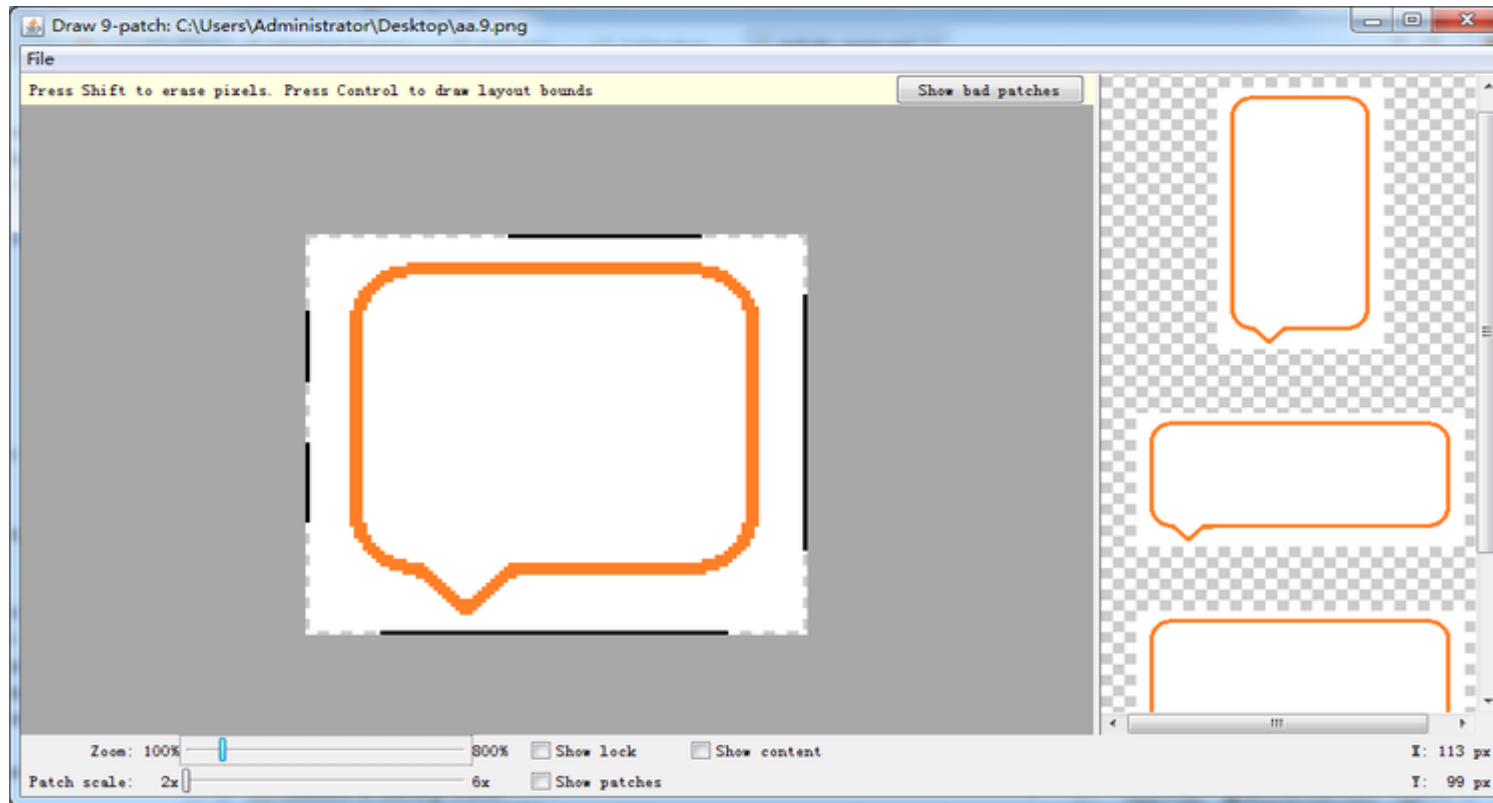 Draw 9-patch: C:\Users\Administrator\Desktop\aa.9.png
File
Press Shift to erase pixels. Press Control to draw layout bounds
Show bad patches
Zoom: 100% 800% Show lock Show content X: 113 px
Patch scale: 2x 6x Show patches Y: 99 px